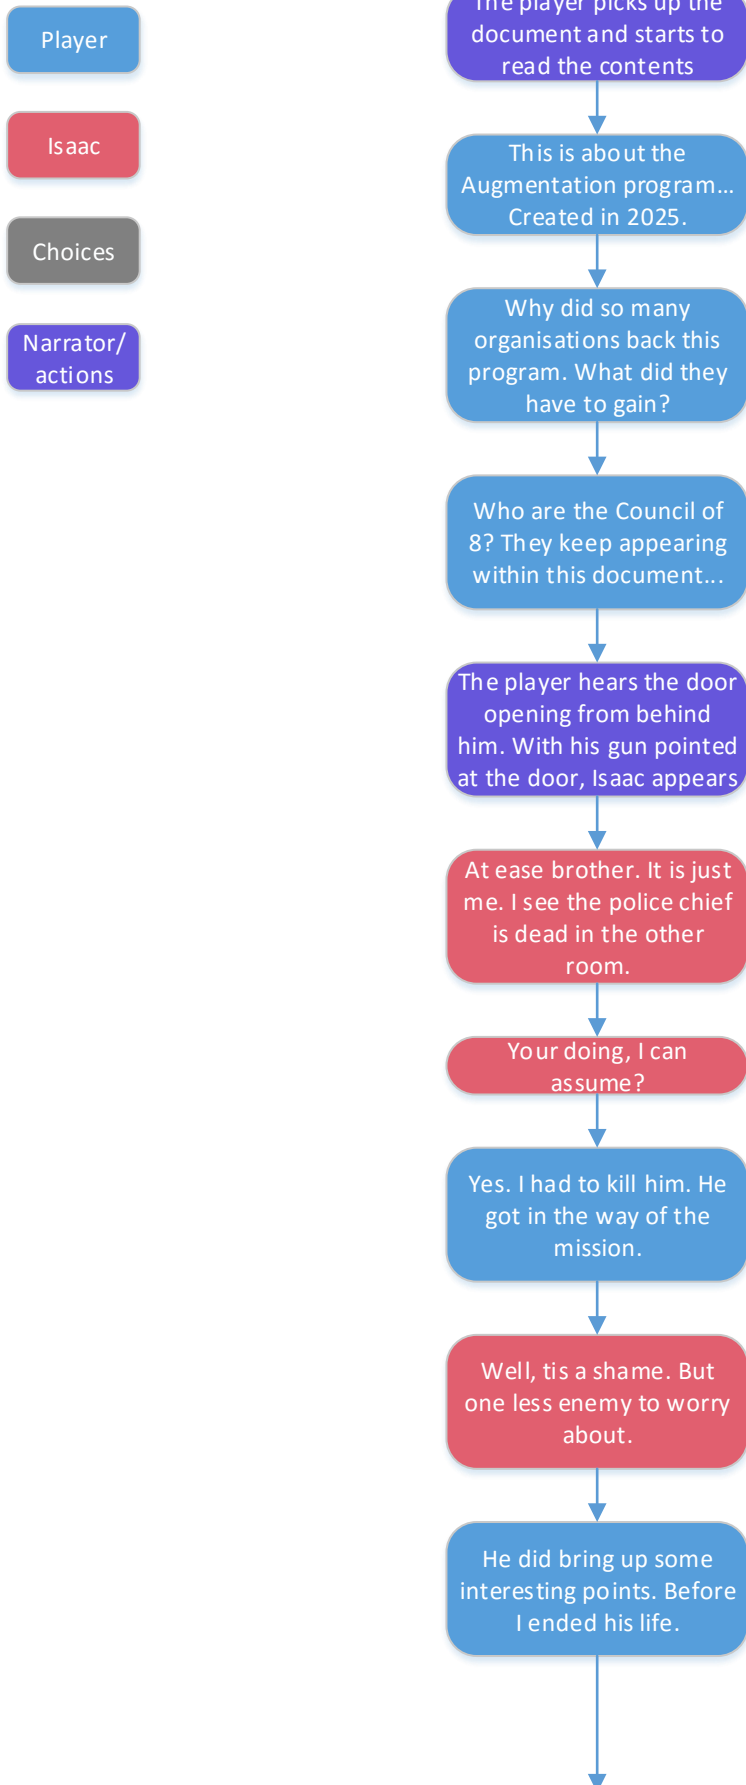 Player
Isaac
Choices
Narrator/
actions
The player picks up the
document and starts to
read the contents
This is about the
Augmentation program...
Created in 2025.
Why did so many
organisations back this
program. What did they
have to gain?
Who are the Council of
8? They keep appearing
within this document...
The player hears the door
opening from behind
him. With his gun pointed
at the door, Isaac appears
At ease brother. It is just
me. I see the police chief
is dead in the other
room.
Your doing, I can
assume?
Yes. I had to kill him. He
got in the way of the
mission.
Well, tis a shame. But
one less enemy to worry
about.
He did bring up some
interesting points. Before
I ended his life.